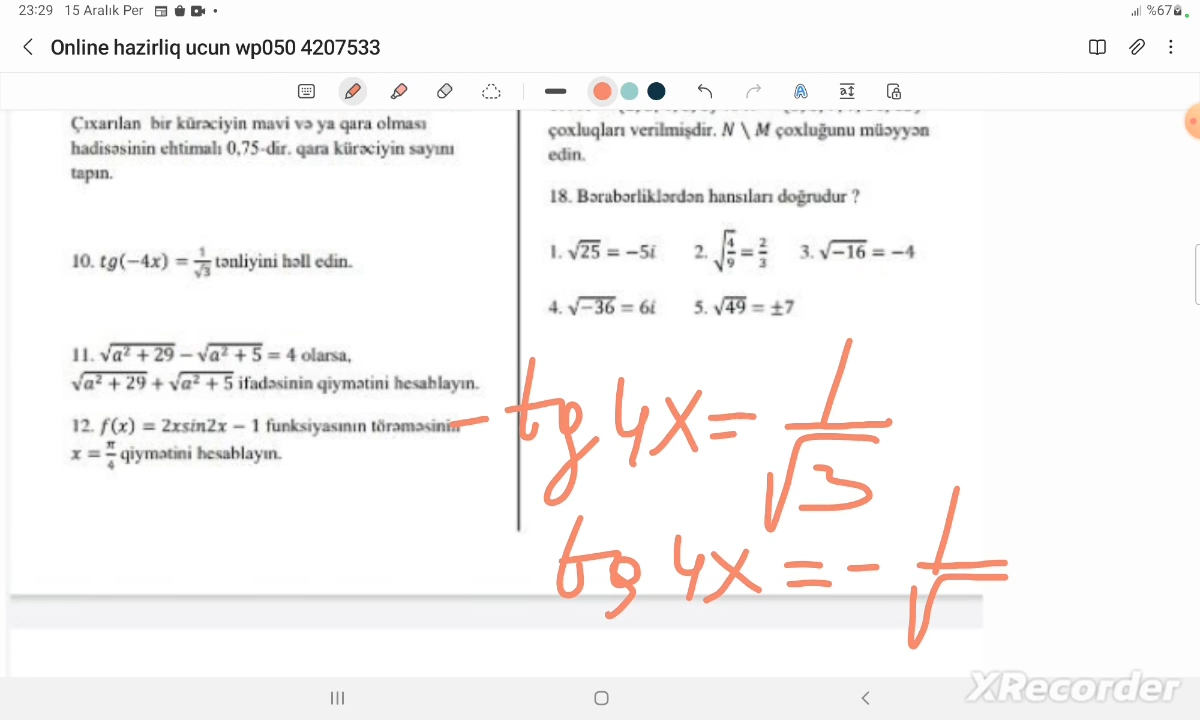 23:29 15 Aralık Per %67
Online hazirliq ucun wp050 4207533
Çıxarılan bir kürəciyin mavi və ya qara olması
hadisəsinin ehtimalı 0,75-dir. qara kürəciyin sayını
tapın.
10. tg(−4x) = 1/√3 tənliyini həll edin.
11. √(a² + 29) − √(a² + 5) = 4 olarsa,
√(a² + 29) + √(a² + 5) ifadəsinin qiymətini hesablayın.
12. f(x) = 2xsin2x − 1 funksiyasının törəməsinin
x = π/4 qiymətini hesablayın.
çoxluqları verilmişdir. N \ M çoxluğunu müəyyən
edin.
18. Bərabərliklərdən hansıları doğrudur ?
1. √25 = −5i 2. √(4/9) = 2/3 3. √−16 = −4
4. √−36 = 6i 5. √49 = ±7
− tg 4x = 1/√3
tg 4x = − 1/√
XRecorder